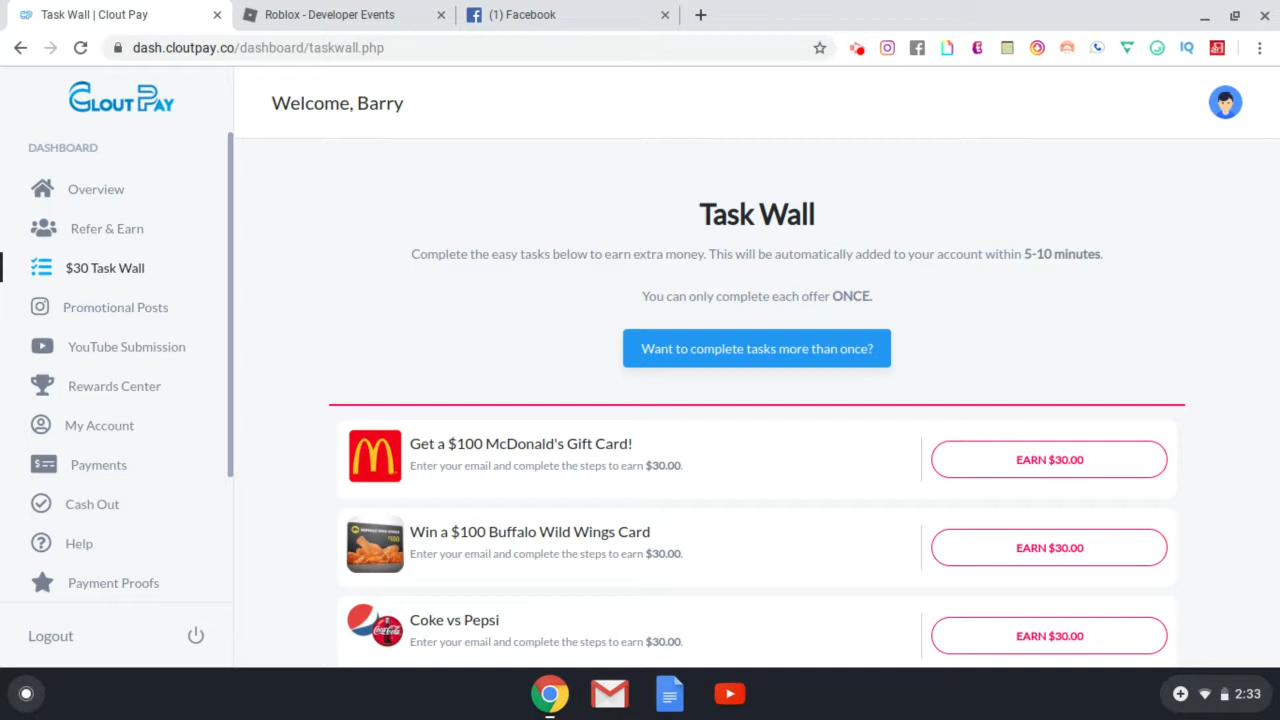 Task Wall | Clout Pay
Roblox - Developer Events
(1) Facebook
dash.cloutpay.co/dashboard/taskwall.php
IQ
CLOUT PAY
Welcome, Barry
DASHBOARD
Overview
Refer & Earn
$30 Task Wall
Promotional Posts
YouTube Submission
Rewards Center
My Account
Payments
Cash Out
Help
Payment Proofs
Logout
Task Wall
Complete the easy tasks below to earn extra money. This will be automatically added to your account within 5-10 minutes.
You can only complete each offer ONCE.
Want to complete tasks more than once?
Get a $100 McDonald's Gift Card!
Enter your email and complete the steps to earn $30.00.
EARN $30.00
Win a $100 Buffalo Wild Wings Card
Enter your email and complete the steps to earn $30.00.
EARN $30.00
Coke vs Pepsi
Enter your email and complete the steps to earn $30.00.
EARN $30.00
2:33